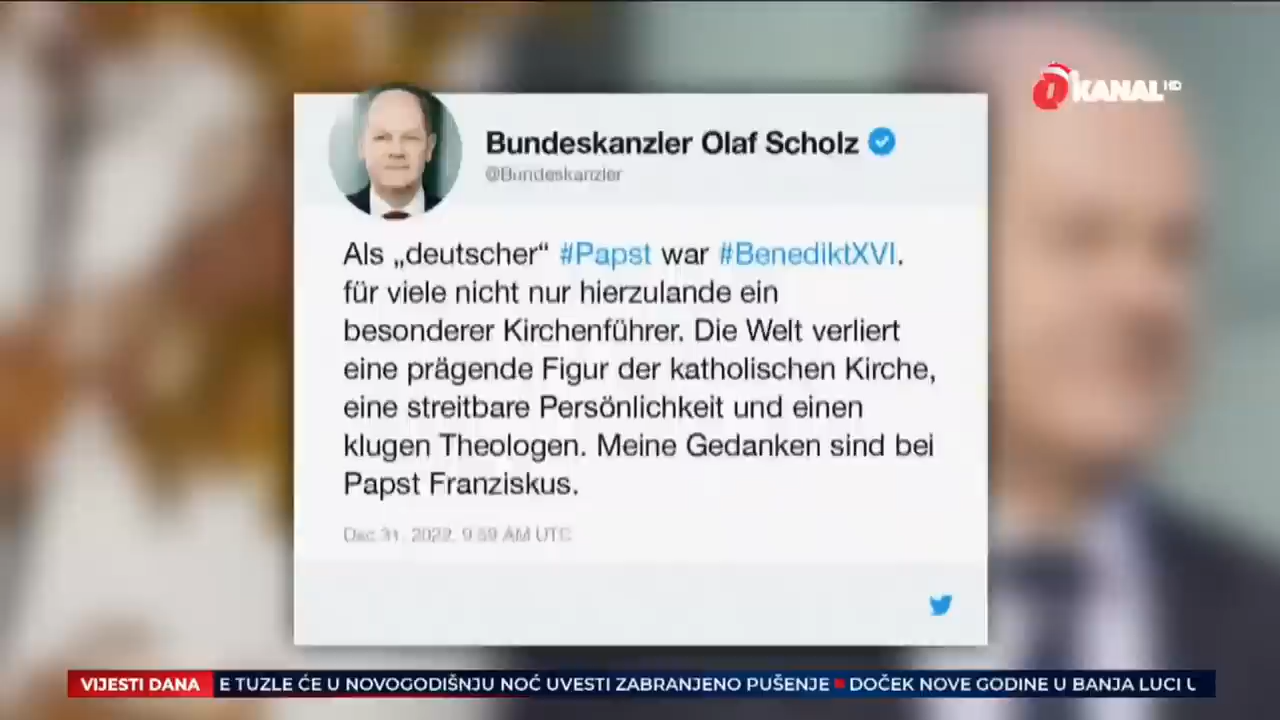 O KANAL HD
Bundeskanzler Olaf Scholz
@Bundeskanzler
Als „deutscher“ #Papst war #BenediktXVI.
für viele nicht nur hierzulande ein
besonderer Kirchenführer. Die Welt verliert
eine prägende Figur der katholischen Kirche,
eine streitbare Persönlichkeit und einen
klugen Theologen. Meine Gedanken sind bei
Papst Franziskus.
Dec 31, 2022, 9:59 AM UTC
VIJESTI DANA E TUZLE ĆE U NOVOGODIŠNJU NOĆ UVESTI ZABRANJENO PUŠENJE DOČEK NOVE GODINE U BANJA LUCI U